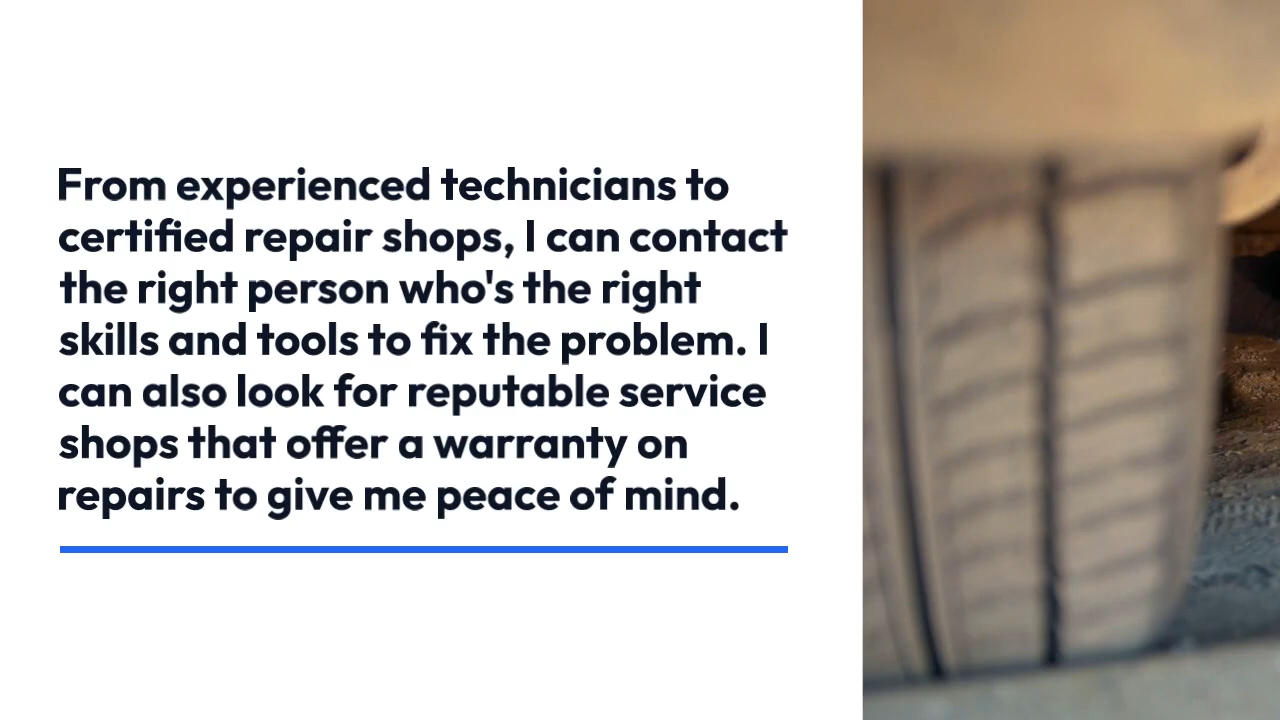 From experienced technicians to
certified repair shops, I can contact
the right person who's the right
skills and tools to fix the problem. I
can also look for reputable service
shops that offer a warranty on
repairs to give me peace of mind.